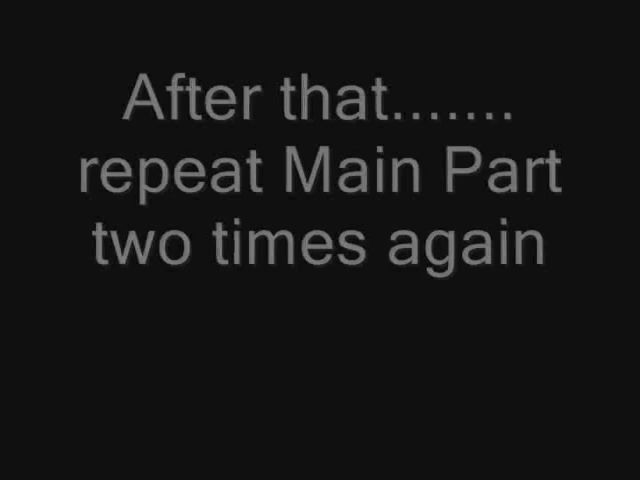 After that.......
repeat Main Part
two times again